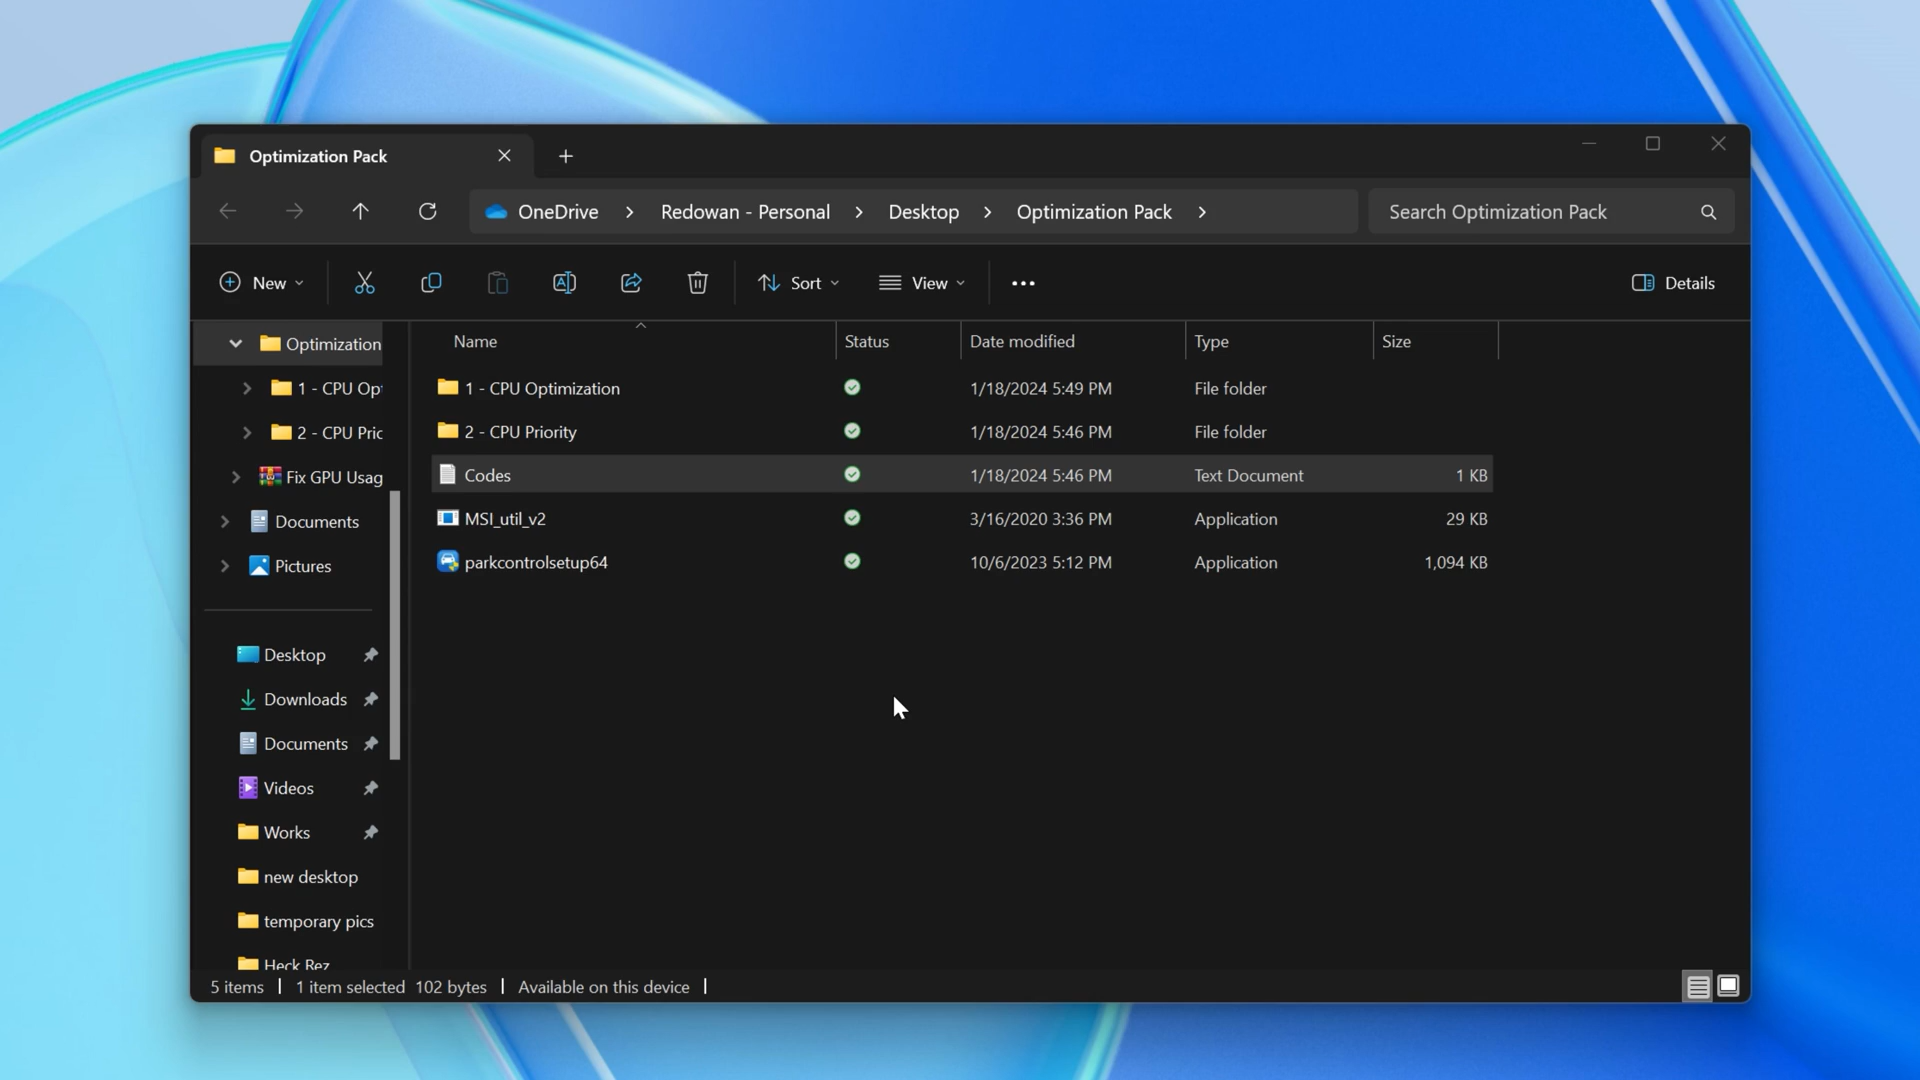 Optimization Pack
OneDrive > Redowan - Personal > Desktop > Optimization Pack >
Search Optimization Pack
New
Sort
View
Details
Name Status Date modified Type Size
1 - CPU Optimization 1/18/2024 5:49 PM File folder
2 - CPU Priority 1/18/2024 5:46 PM File folder
Codes 1/18/2024 5:46 PM Text Document 1 KB
MSI_util_v2 3/16/2020 3:36 PM Application 29 KB
parkcontrolsetup64 10/6/2023 5:12 PM Application 1,094 KB
Optimization
1 - CPU Op
2 - CPU Pric
Fix GPU Usag
Documents
Pictures
Desktop
Downloads
Documents
Videos
Works
new desktop
temporary pics
Heck Rez
5 items | 1 item selected 102 bytes | Available on this device |